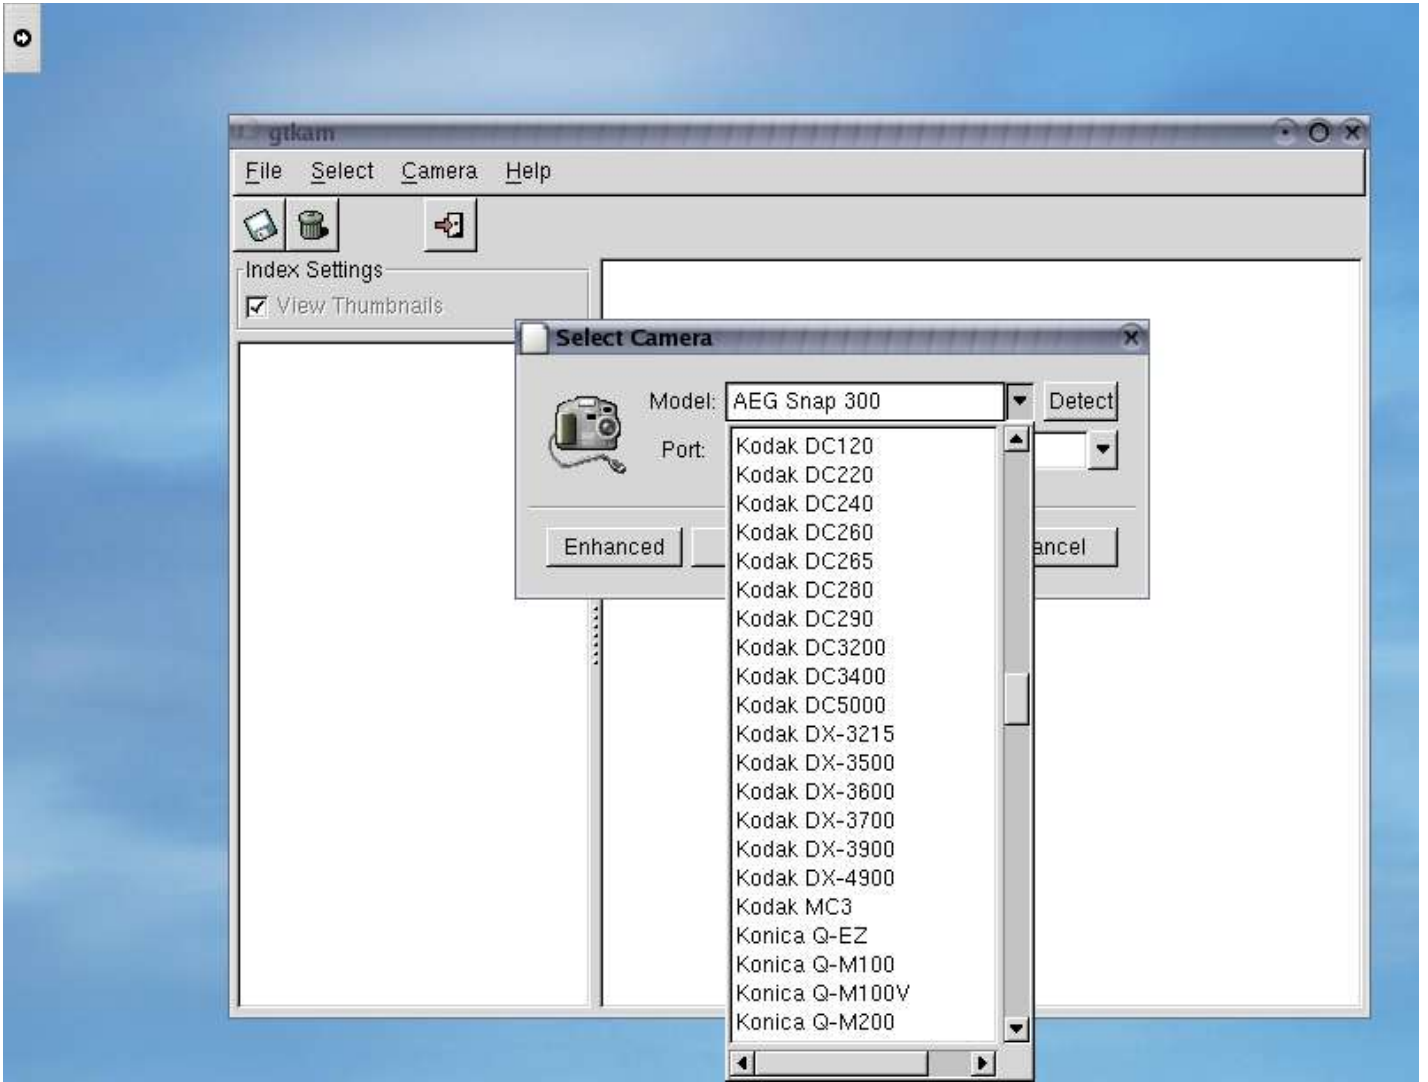 gtkam
File Select Camera Help
Index Settings
View Thumbnails
Select Camera
Model: AEG Snap 300 Detect
Port:
Enhanced ancel
Kodak DC120
Kodak DC220
Kodak DC240
Kodak DC260
Kodak DC265
Kodak DC280
Kodak DC290
Kodak DC3200
Kodak DC3400
Kodak DC5000
Kodak DX-3215
Kodak DX-3500
Kodak DX-3600
Kodak DX-3700
Kodak DX-3900
Kodak DX-4900
Kodak MC3
Konica Q-EZ
Konica Q-M100
Konica Q-M100V
Konica Q-M200